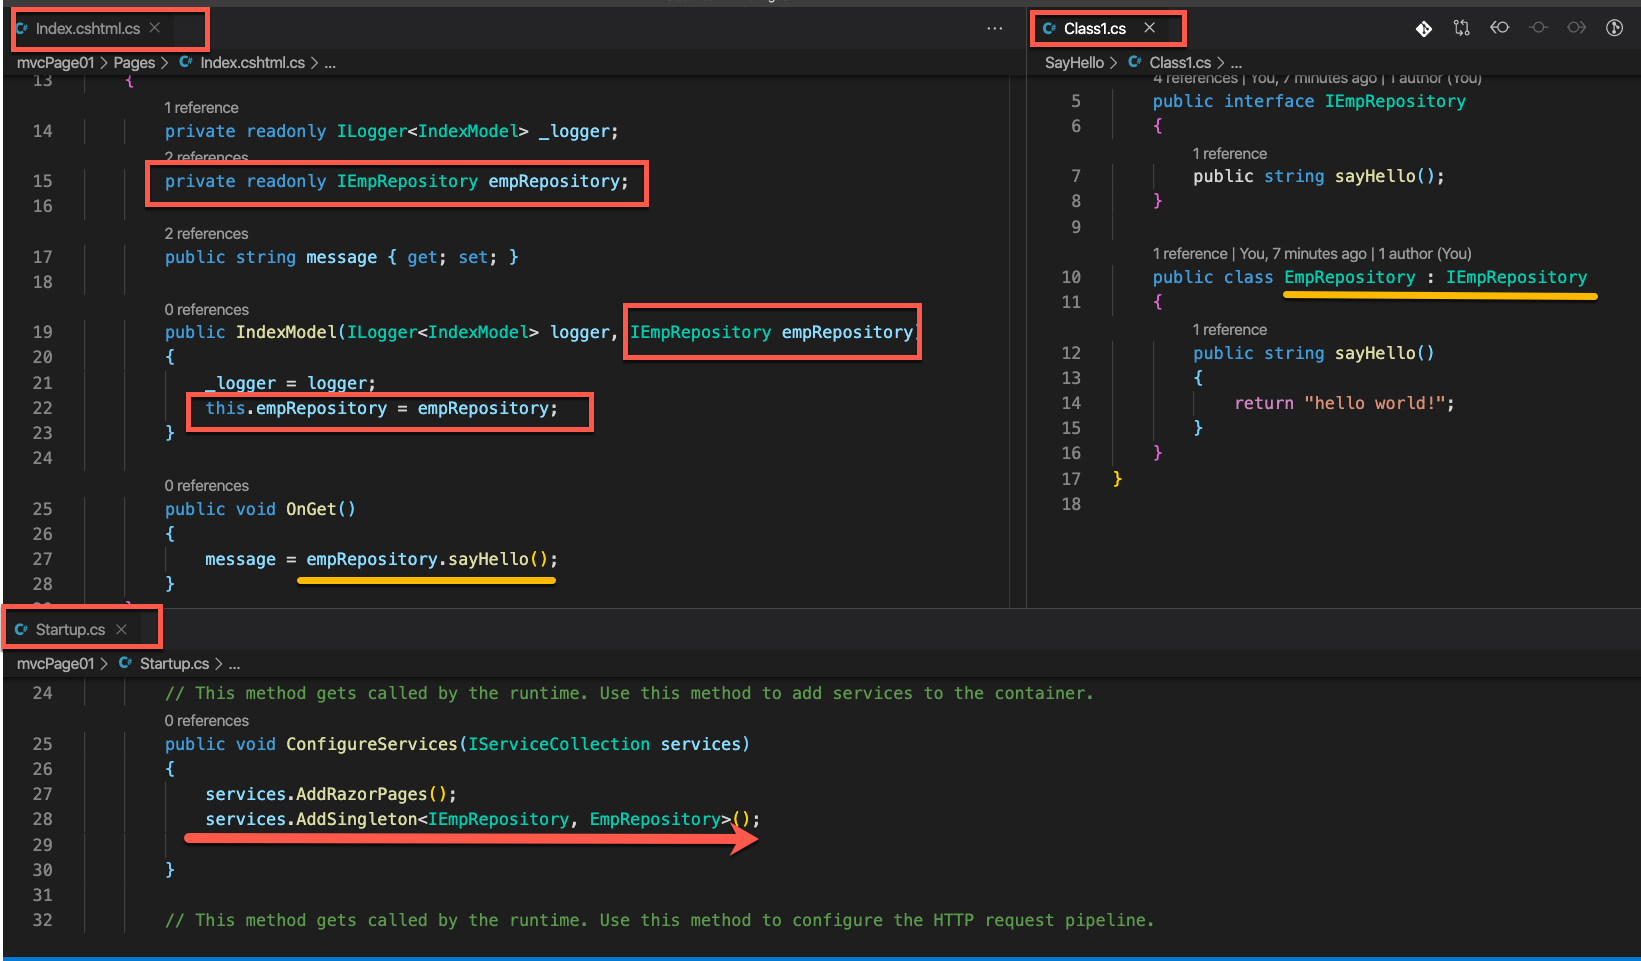 Index.cshtml.cs
mvcPage01 > Pages > Index.cshtml.cs > ...
13 {
1 reference
14 private readonly ILogger<IndexModel> _logger;
2 references
15 private readonly IEmpRepository empRepository;
16
2 references
17 public string message { get; set; }
18
0 references
19 public IndexModel(ILogger<IndexModel> logger, IEmpRepository empRepository)
20 {
21 _logger = logger;
22 this.empRepository = empRepository;
23 }
24
0 references
25 public void OnGet()
26 {
27 message = empRepository.sayHello();
28 }
Class1.cs
SayHello > Class1.cs > ...
4 references | You, 7 minutes ago | 1 author (You)
5 public interface IEmpRepository
6 {
1 reference
7 public string sayHello();
8 }
9
1 reference | You, 7 minutes ago | 1 author (You)
10 public class EmpRepository : IEmpRepository
11 {
1 reference
12 public string sayHello()
13 {
14 return "hello world!";
15 }
16 }
17 }
18
Startup.cs
mvcPage01 > Startup.cs > ...
24 // This method gets called by the runtime. Use this method to add services to the container.
0 references
25 public void ConfigureServices(IServiceCollection services)
26 {
27 services.AddRazorPages();
28 services.AddSingleton<IEmpRepository, EmpRepository>();
29
30 }
31
32 // This method gets called by the runtime. Use this method to configure the HTTP request pipeline.